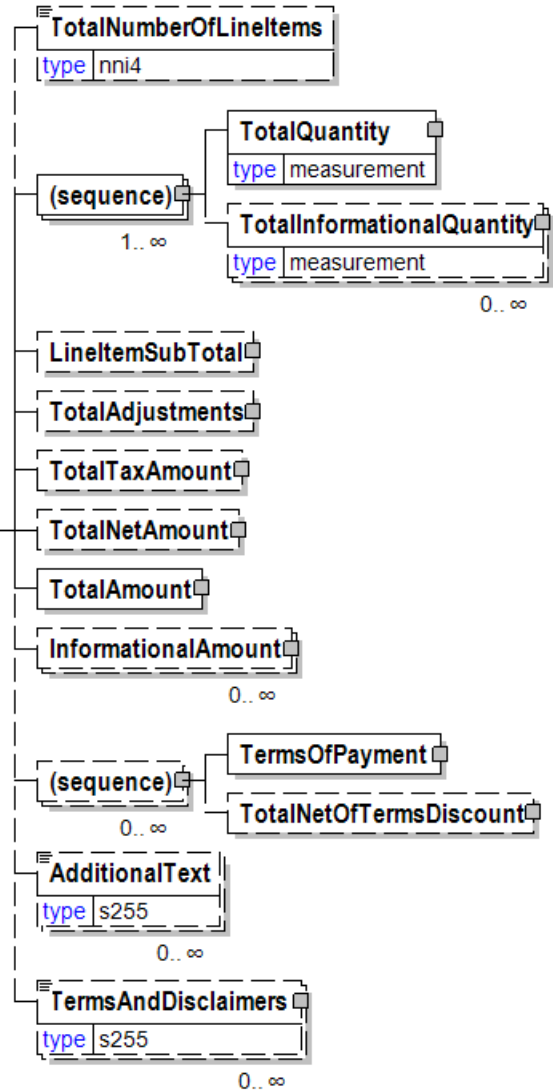 TotalNumberOfLineItems
type nni4
TotalQuantity
type measurement
(sequence)
1.. ∞
TotalInformationalQuantity
type measurement
0.. ∞
LineItemSubTotal
TotalAdjustments
TotalTaxAmount
TotalNetAmount
TotalAmount
InformationalAmount
0.. ∞
(sequence)
0.. ∞
TermsOfPayment
TotalNetOfTermsDiscount
AdditionalText
type s255
0.. ∞
TermsAndDisclaimers
type s255
0.. ∞